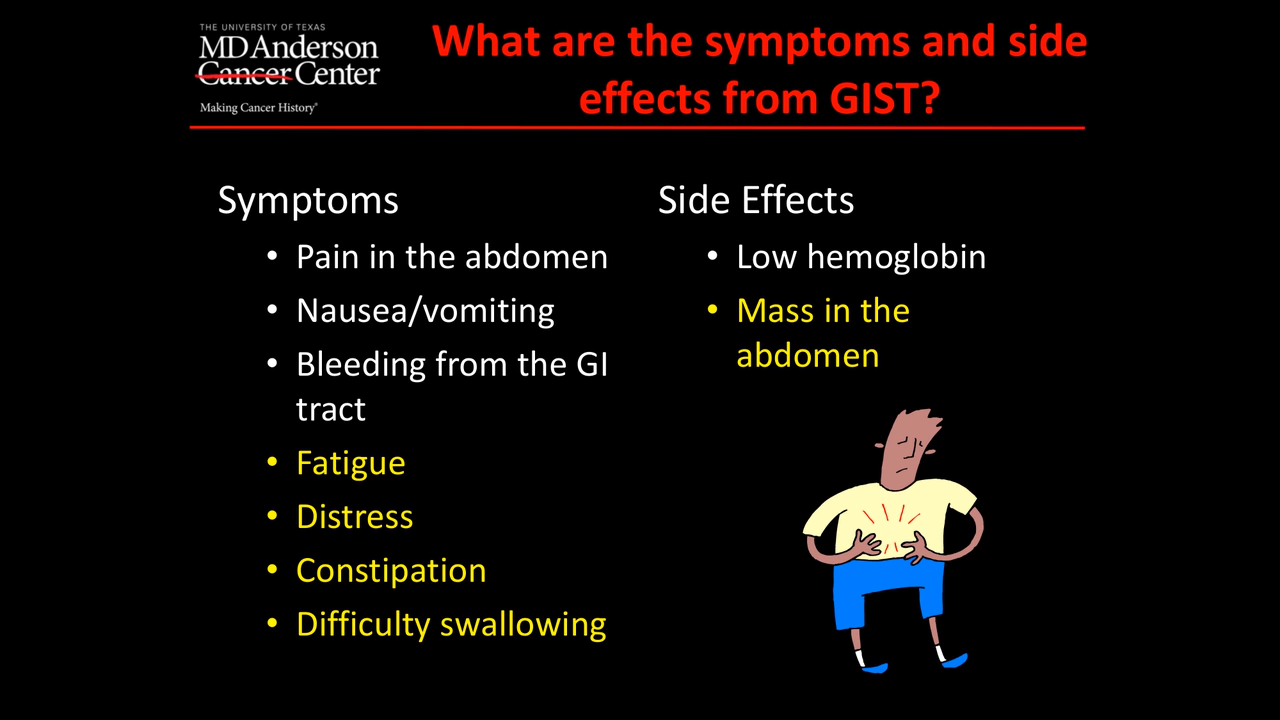 THE UNIVERSITY OF TEXAS
MD Anderson
Cancer Center
Making Cancer History®
What are the symptoms and side
effects from GIST?
Symptoms
• Pain in the abdomen
• Nausea/vomiting
• Bleeding from the GI
tract
• Fatigue
• Distress
• Constipation
• Difficulty swallowing
Side Effects
• Low hemoglobin
• Mass in the
abdomen